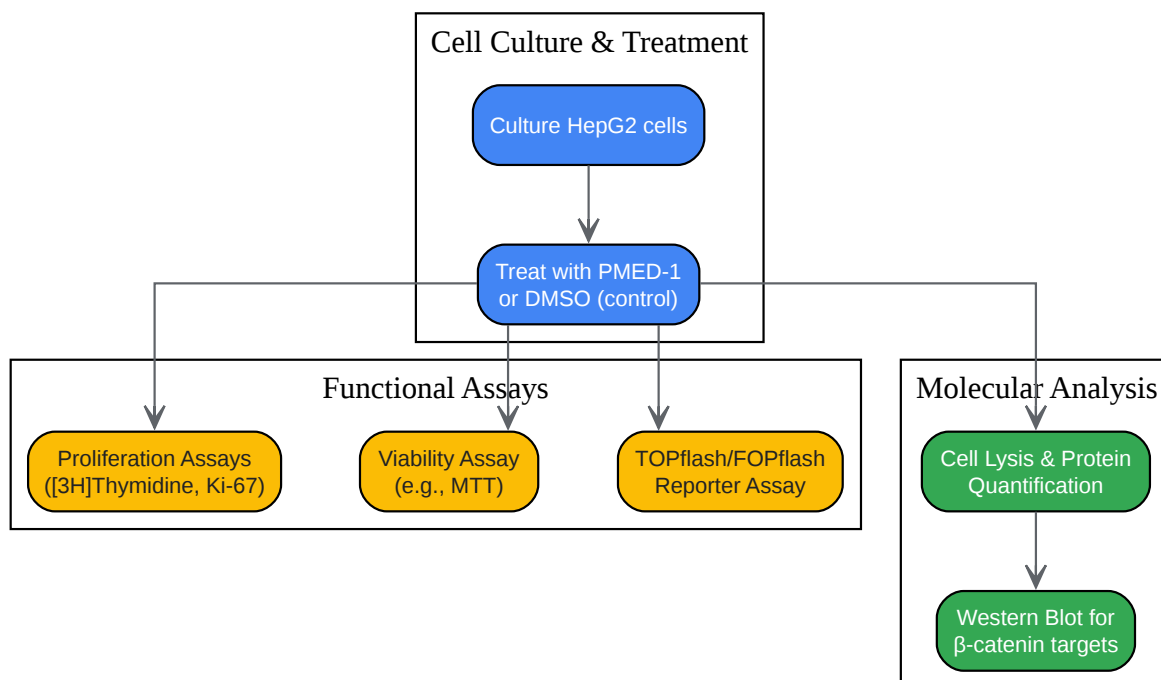 Cell Culture & Treatment
Culture HepG2 cells
Treat with PMED-1
or DMSO (control)
Functional Assays
Proliferation Assays
([3H]Thymidine, Ki-67)
Viability Assay
(e.g., MTT)
TOPflash/FOPflash
Reporter Assay
Molecular Analysis
Cell Lysis & Protein
Quantification
Western Blot for
β-catenin targets